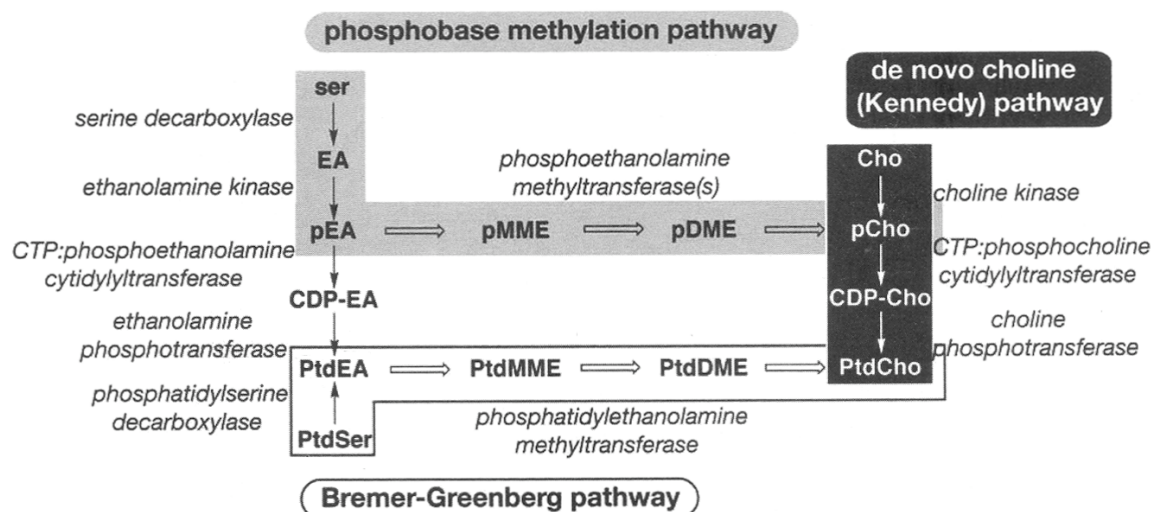 phosphobase methylation pathway
de novo choline
(Kennedy) pathway
ser
serine decarboxylase
EA
phosphoethanolamine
methyltransferase(s)
Cho
ethanolamine kinase
choline kinase
pEA
pMME
pDME
pCho
CTP:phosphoethanolamine
cytidylyltransferase
CTP:phosphocholine
cytidylyltransferase
CDP-EA
CDP-Cho
ethanolamine
phosphotransferase
choline
phosphotransferase
PtdEA
PtdMME
PtdDME
PtdCho
phosphatidylserine
decarboxylase
phosphatidylethanolamine
methyltransferase
PtdSer
Bremer-Greenberg pathway